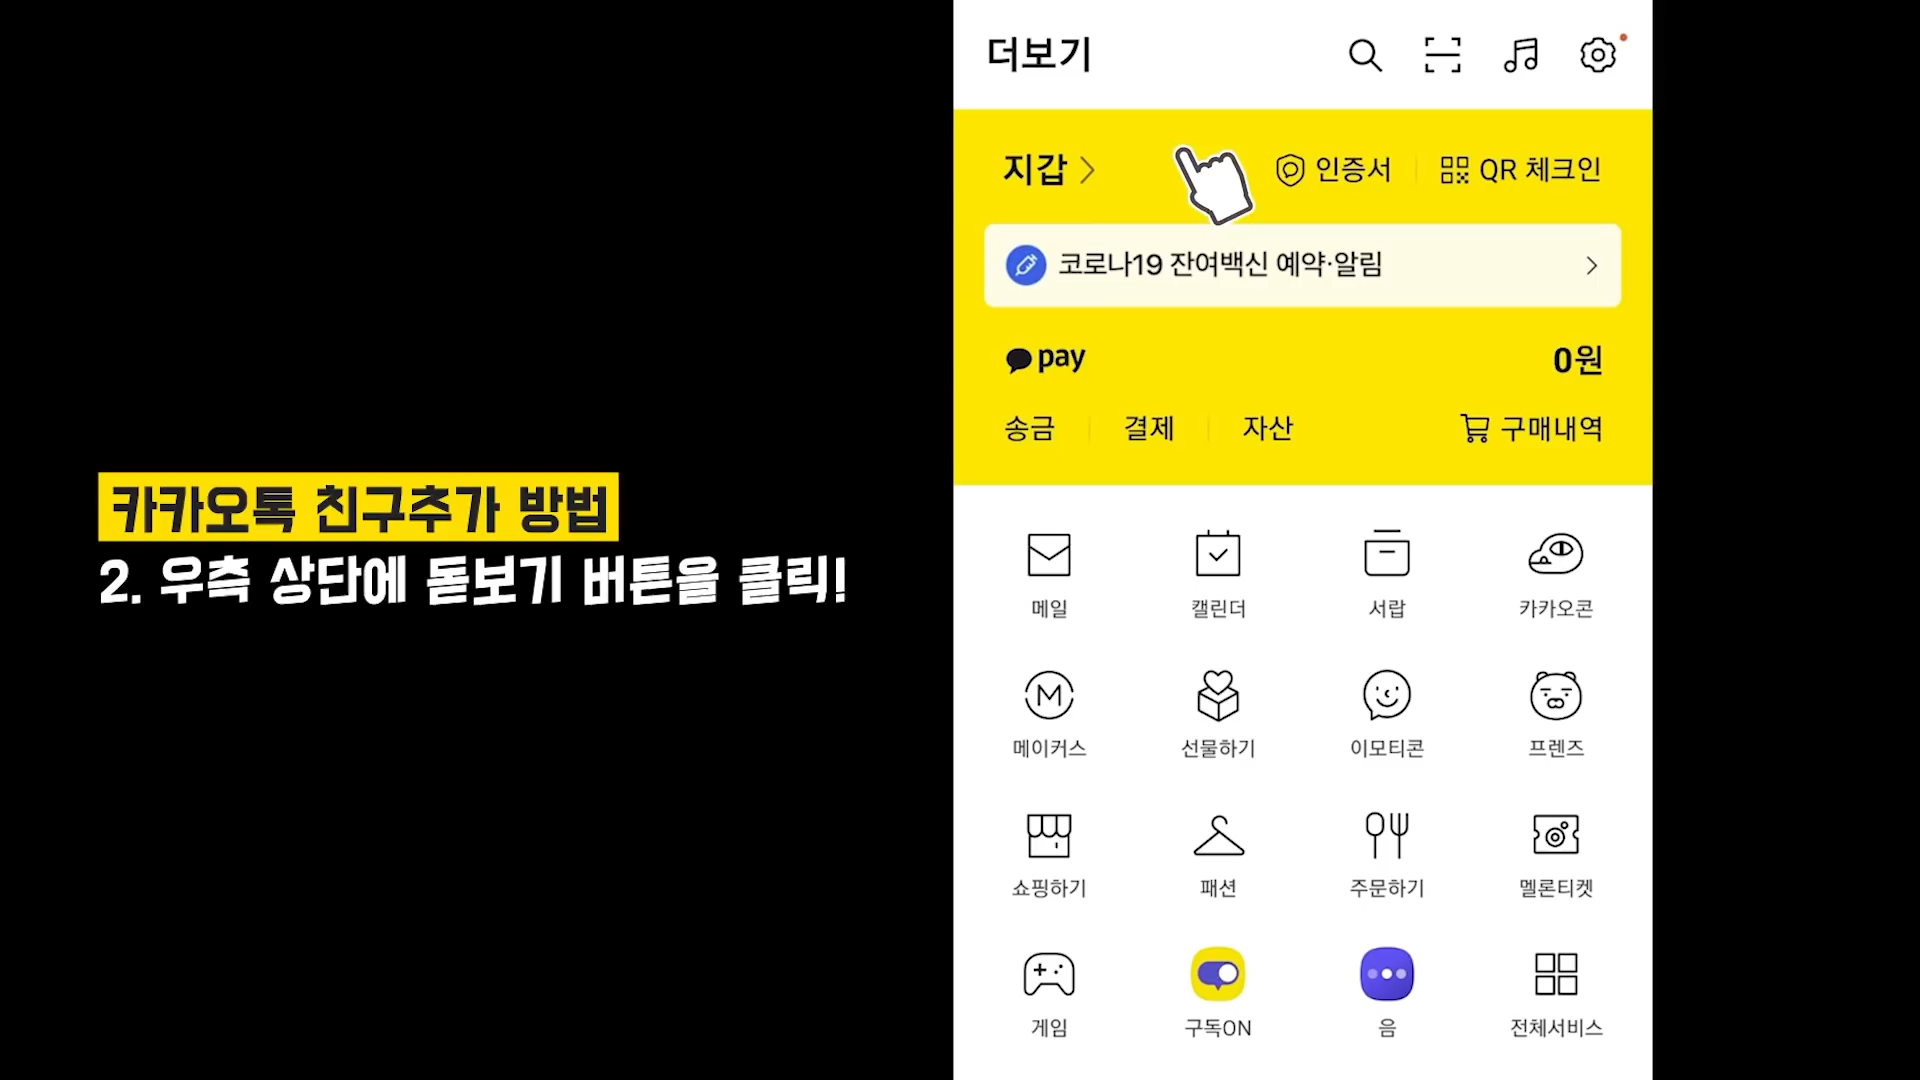 카카오톡 친구추가 방법
2. 우측 상단에 돋보기 버튼을 클릭!
더보기
지갑
인증서
QR 체크인
코로나19 잔여백신 예약·알림
pay
0원
송금
결제
자산
구매내역
메일
캘린더
서랍
카카오콘
M
메이커스
선물하기
이모티콘
프렌즈
쇼핑하기
패션
주문하기
멜론티켓
게임
구독ON
음
전체서비스